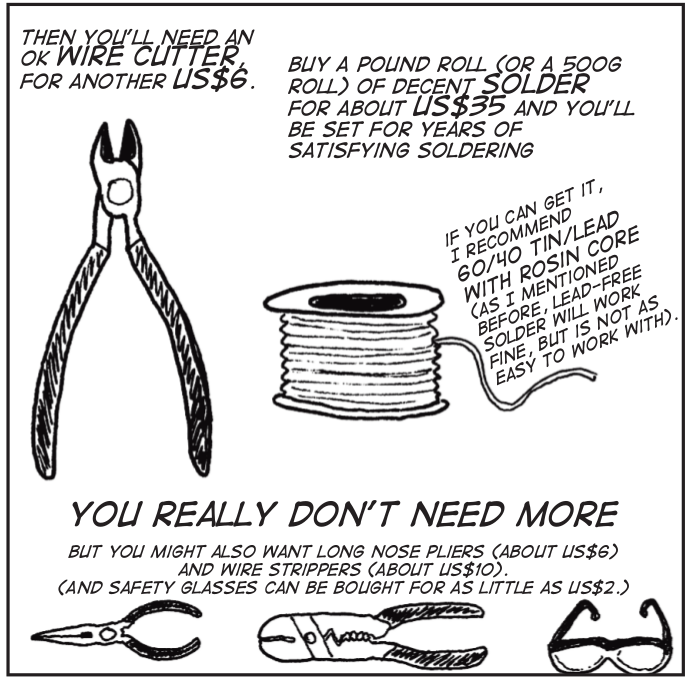 THEN YOU'LL NEED AN
OK WIRE CUTTER,
FOR ANOTHER US$6.
BUY A POUND ROLL (OR A 500G
ROLL) OF DECENT SOLDER
FOR ABOUT US$35 AND YOU'LL
BE SET FOR YEARS OF
SATISFYING SOLDERING
IF YOU CAN GET IT,
I RECOMMEND
60/40 TIN/LEAD
WITH ROSIN CORE
(AS I MENTIONED
BEFORE, LEAD-FREE
SOLDER WILL WORK
FINE, BUT IS NOT AS
EASY TO WORK WITH).
YOU REALLY DON'T NEED MORE
BUT YOU MIGHT ALSO WANT LONG NOSE PLIERS (ABOUT US$6)
AND WIRE STRIPPERS (ABOUT US$10).
(AND SAFETY GLASSES CAN BE BOUGHT FOR AS LITTLE AS US$2.)